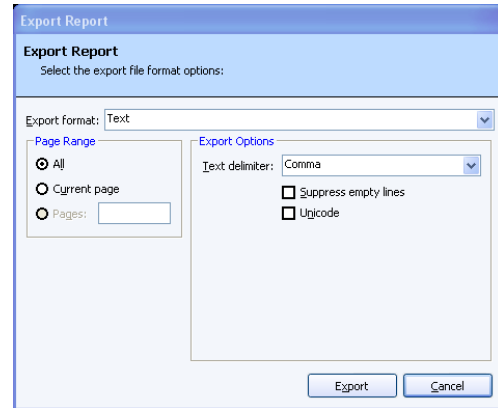 Export Report
Export Report
Select the export file format options:
Export format: Text
Page Range
All
Current page
Pages:
Export Options
Text delimiter: Comma
Suppress empty lines
Unicode
Export
Cancel